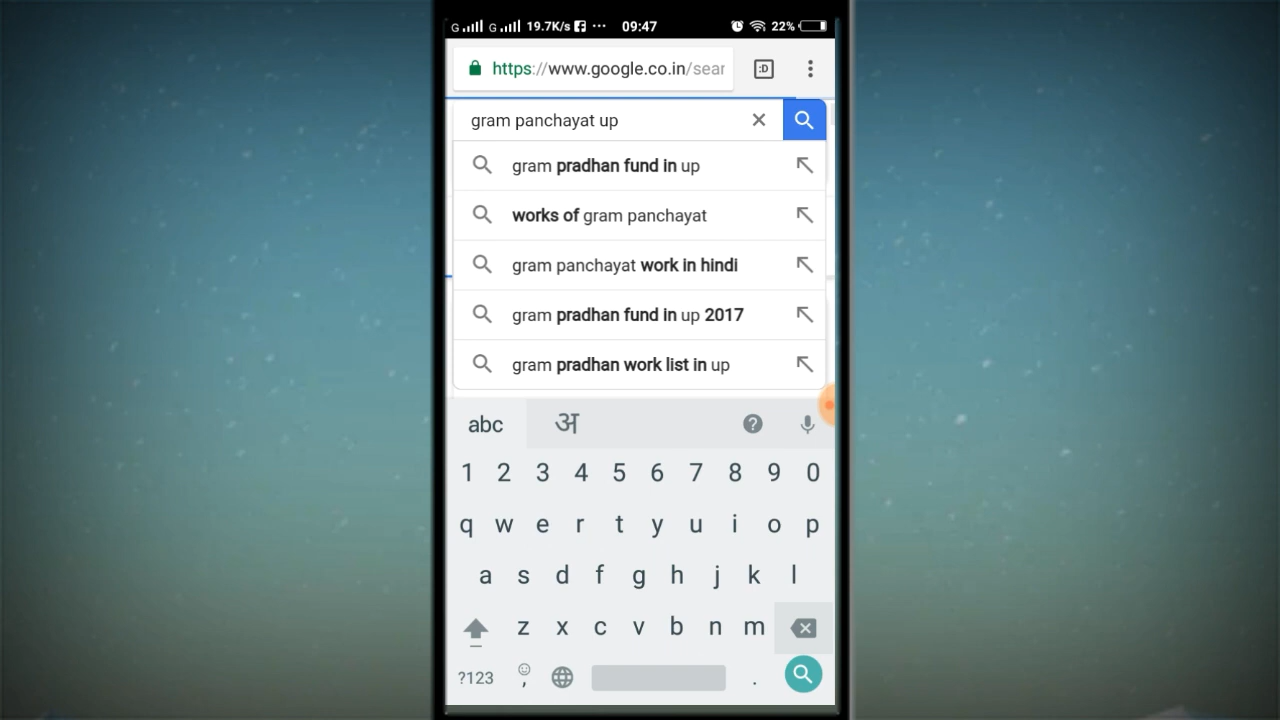 G G 19.7K/s ... 09:47 22%
https://www.google.co.in/sear :D
gram panchayat up
gram pradhan fund in up
works of gram panchayat
gram panchayat work in hindi
gram pradhan fund in up 2017
gram pradhan work list in up
abc अ ?
1 2 3 4 5 6 7 8 9 0
q w e r t y u i o p
a s d f g h j k l
z x c v b n m
?123 , .